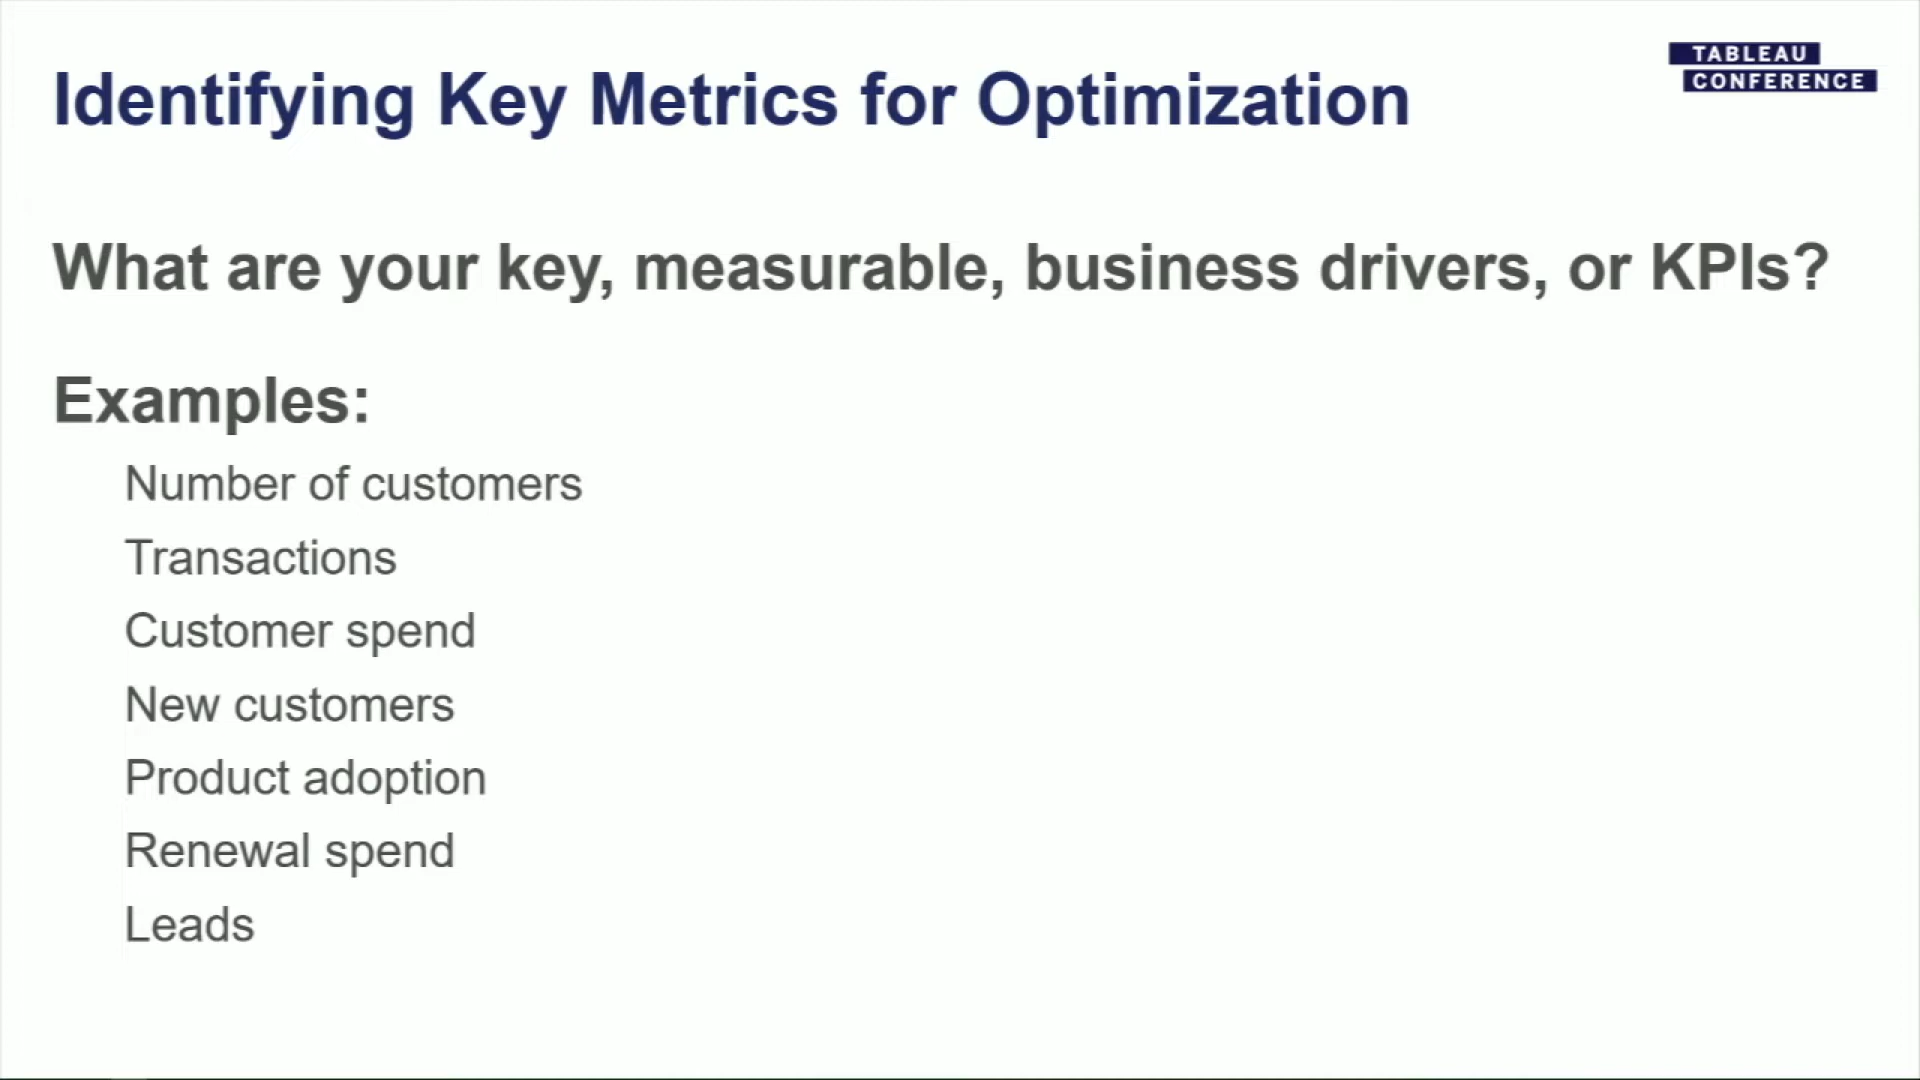 Identifying Key Metrics for Optimization
TABLEAU
CONFERENCE
What are your key, measurable, business drivers, or KPIs?
Examples:
Number of customers
Transactions
Customer spend
New customers
Product adoption
Renewal spend
Leads